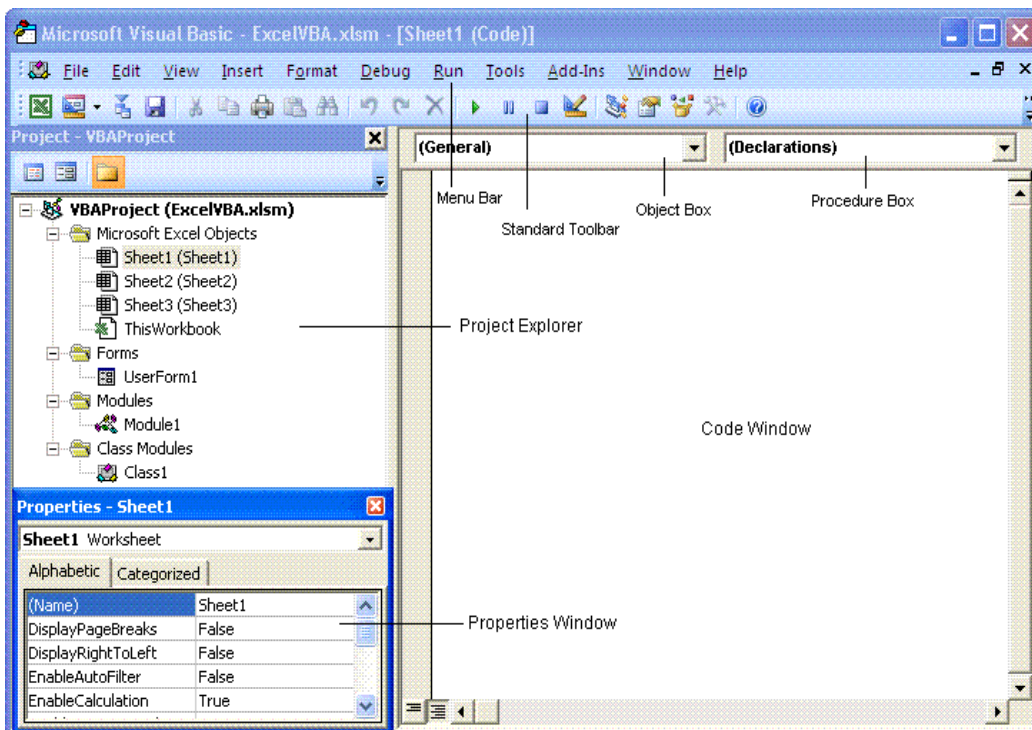 Microsoft Visual Basic - ExcelVBA.xlsm - [Sheet1 (Code)]
File Edit View Insert Format Debug Run Tools Add-Ins Window Help
Project - VBAProject
(General)
(Declarations)
Menu Bar
Standard Toolbar
Object Box
Procedure Box
VBAProject (ExcelVBA.xlsm)
Microsoft Excel Objects
Sheet1 (Sheet1)
Sheet2 (Sheet2)
Sheet3 (Sheet3)
ThisWorkbook
Project Explorer
Forms
UserForm1
Modules
Module1
Class Modules
Class1
Code Window
Properties - Sheet1
Sheet1 Worksheet
Alphabetic Categorized
(Name) Sheet1
DisplayPageBreaks False
DisplayRightToLeft False
EnableAutoFilter False
EnableCalculation True
Properties Window